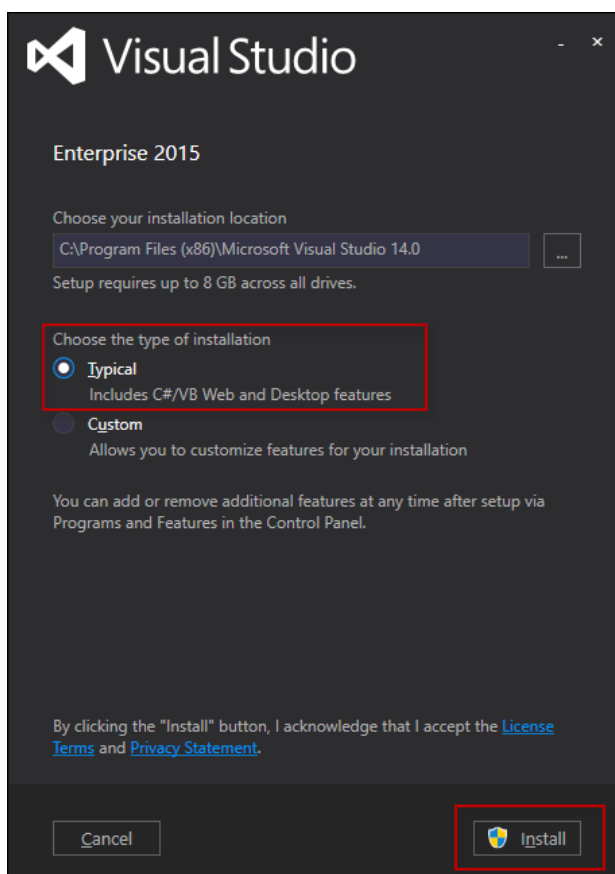 Visual Studio
Enterprise 2015
Choose your installation location
C:\Program Files (x86)\Microsoft Visual Studio 14.0
...
Setup requires up to 8 GB across all drives.
Choose the type of installation
Typical
Includes C#/VB Web and Desktop features
Custom
Allows you to customize features for your installation
You can add or remove additional features at any time after setup via
Programs and Features in the Control Panel.
By clicking the "Install" button, I acknowledge that I accept the License
Terms and Privacy Statement.
Cancel
Install